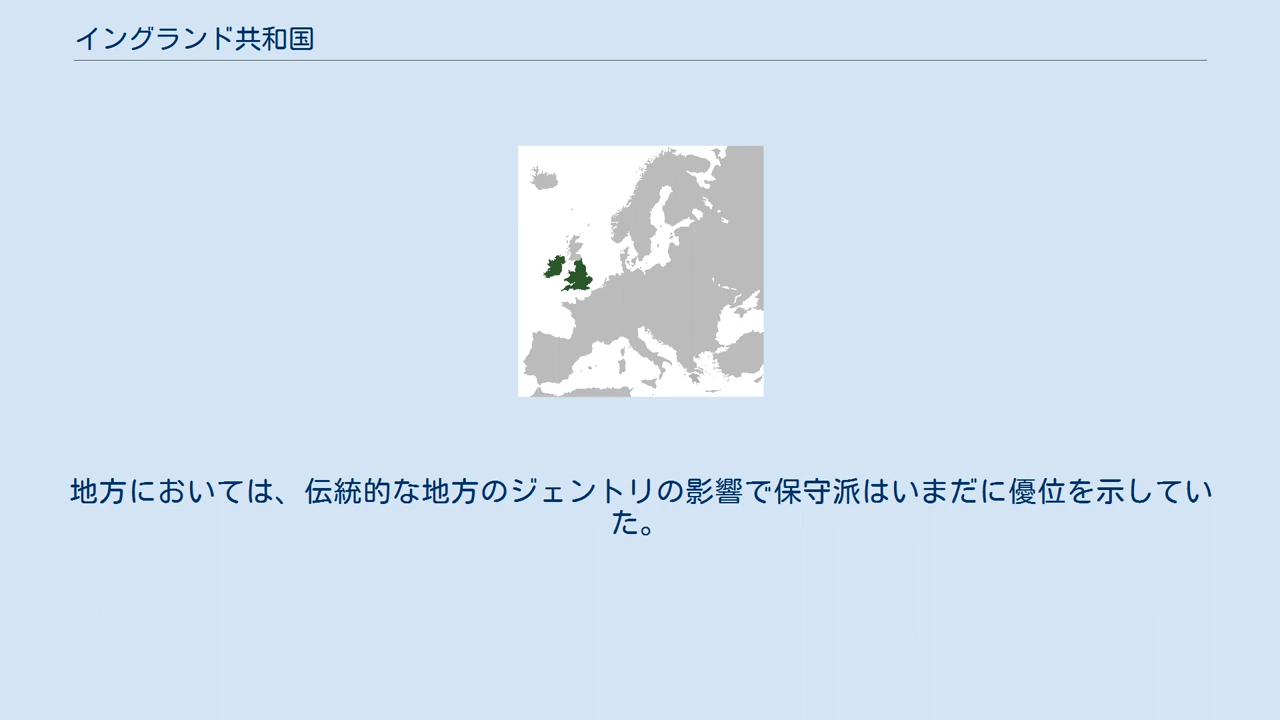 イングランド共和国
地方においては、伝統的な地方のジェントリの影響で保守派はいまだに優位を示してい
た。